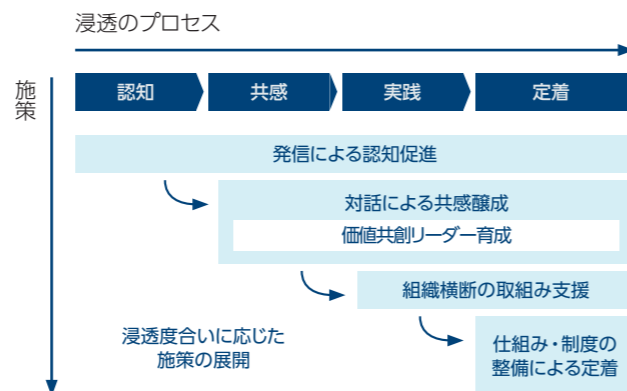 浸透のプロセス
施策
認知
共感
実践
定着
発信による認知促進
対話による共感醸成
価値共創リーダー育成
組織横断の取組み支援
浸透度合いに応じた
施策の展開
仕組み・制度の
整備による定着